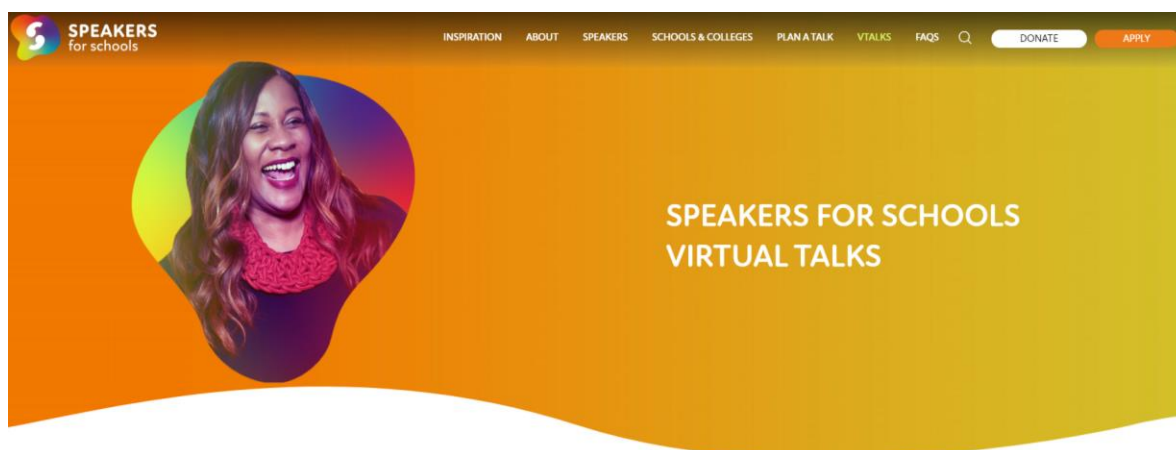 SPEAKERS
for schools
INSPIRATION ABOUT SPEAKERS SCHOOLS & COLLEGES PLAN A TALK VTALKS FAQS DONATE APPLY
SPEAKERS FOR SCHOOLS
VIRTUAL TALKS